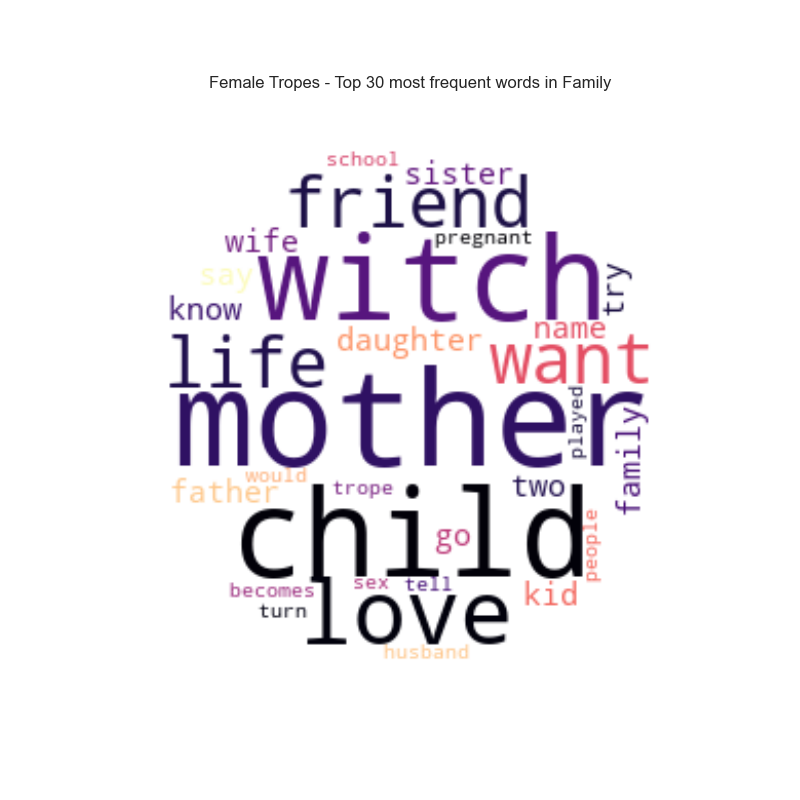 Female Tropes - Top 30 most frequent words in Family
school
sister
friend
pregnant
wife
witch
say
try
know
name
daughter
life
want
mother
played
family
father
would
trope
two
child
go
people
becomes
sex
tell
kid
turn
love
husband